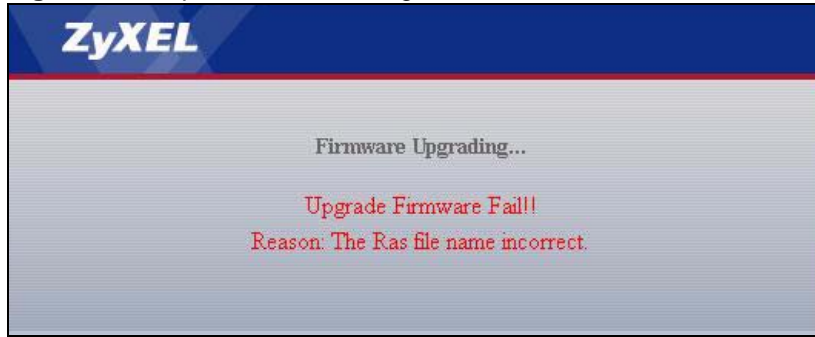 ZyXEL
Firmware Upgrading...
Upgrade Firmware Fail!!
Reason: The Ras file name incorrect.